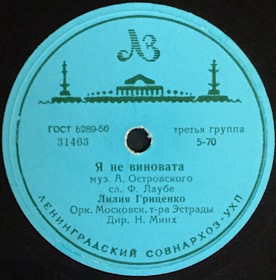 ЛЗ
ГОСТ 5289-56
третья группа
31463
5-70
Я не виновата
муз. А. Островского
сл. Ф. Лаубе
Лилия Гриценко
Орк. Московск. т-ра Эстрады
Дир. Н. Минх
ЛЕНИНГРАДСКИЙ СОВНАРХОЗ·УХП